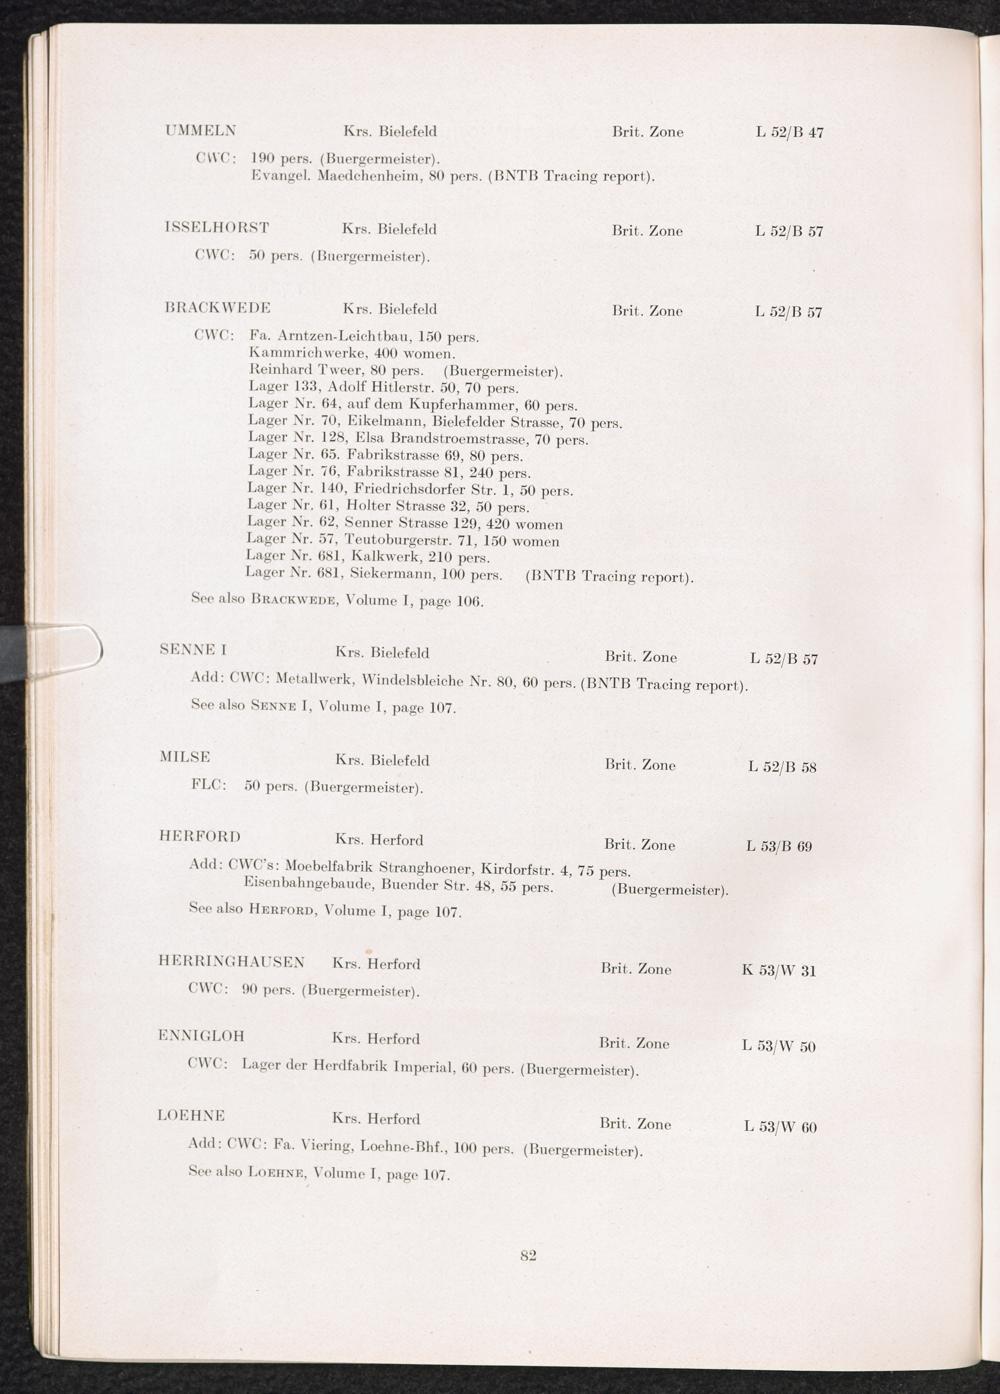 UMMELN Krs. Bielefeld Brit. Zone L 52/B 47
CWC: 190 pers. (Buergermeister).
Evangel. Maedchenheim, 80 pers. (BNTB Tracing report).
ISSELHORST Krs. Bielefeld Brit. Zone L 52/B 57
CWC: 50 pers. (Buergermeister).
BRACKWEDE Krs. Bielefeld Brit. Zone L 52/B 57
CWC: Fa. Arntzen-Leichtbau, 150 pers.
Kammrichwerke, 400 women.
Reinhard Tweer, 80 pers. (Buergermeister).
Lager 133, Adolf Hitlerstr. 50, 70 pers.
Lager Nr. 64, auf dem Kupferhammer, 60 pers.
Lager Nr. 70, Eikelmann, Bielefelder Strasse, 70 pers.
Lager Nr. 128, Elsa Brandstroemstrasse, 70 pers.
Lager Nr. 65. Fabrikstrasse 69, 80 pers.
Lager Nr. 76, Fabrikstrasse 81, 240 pers.
Lager Nr. 140, Friedrichsdorfer Str. 1, 50 pers.
Lager Nr. 61, Holter Strasse 32, 50 pers.
Lager Nr. 62, Senner Strasse 129, 420 women
Lager Nr. 57, Teutoburgerstr. 71, 150 women
Lager Nr. 681, Kalkwerk, 210 pers.
Lager Nr. 681, Siekermann, 100 pers. (BNTB Tracing report).
See also BRACKWEDE, Volume I, page 106.
SENNE I Krs. Bielefeld Brit. Zone L 52/B 57
Add: CWC: Metallwerk, Windelsbleiche Nr. 80, 60 pers. (BNTB Tracing report).
See also SENNE I, Volume I, page 107.
MILSE Krs. Bielefeld Brit. Zone L 52/B 58
FLC: 50 pers. (Buergermeister).
HERFORD Krs. Herford Brit. Zone L 53/B 69
Add: CWC's: Moebelfabrik Stranghoener, Kirdorfstr. 4, 75 pers.
Eisenbahngebaude, Buender Str. 48, 55 pers. (Buergermeister).
See also HERFORD, Volume I, page 107.
HERRINGHAUSEN Krs. Herford Brit. Zone K 53/W 31
CWC: 90 pers. (Buergermeister).
ENNIGLOH Krs. Herford Brit. Zone L 53/W 50
CWC: Lager der Herdfabrik Imperial, 60 pers. (Buergermeister).
LOEHNE Krs. Herford Brit. Zone L 53/W 60
Add: CWC: Fa. Viering, Loehne-Bhf., 100 pers. (Buergermeister).
See also LOEHNE, Volume I, page 107.
82